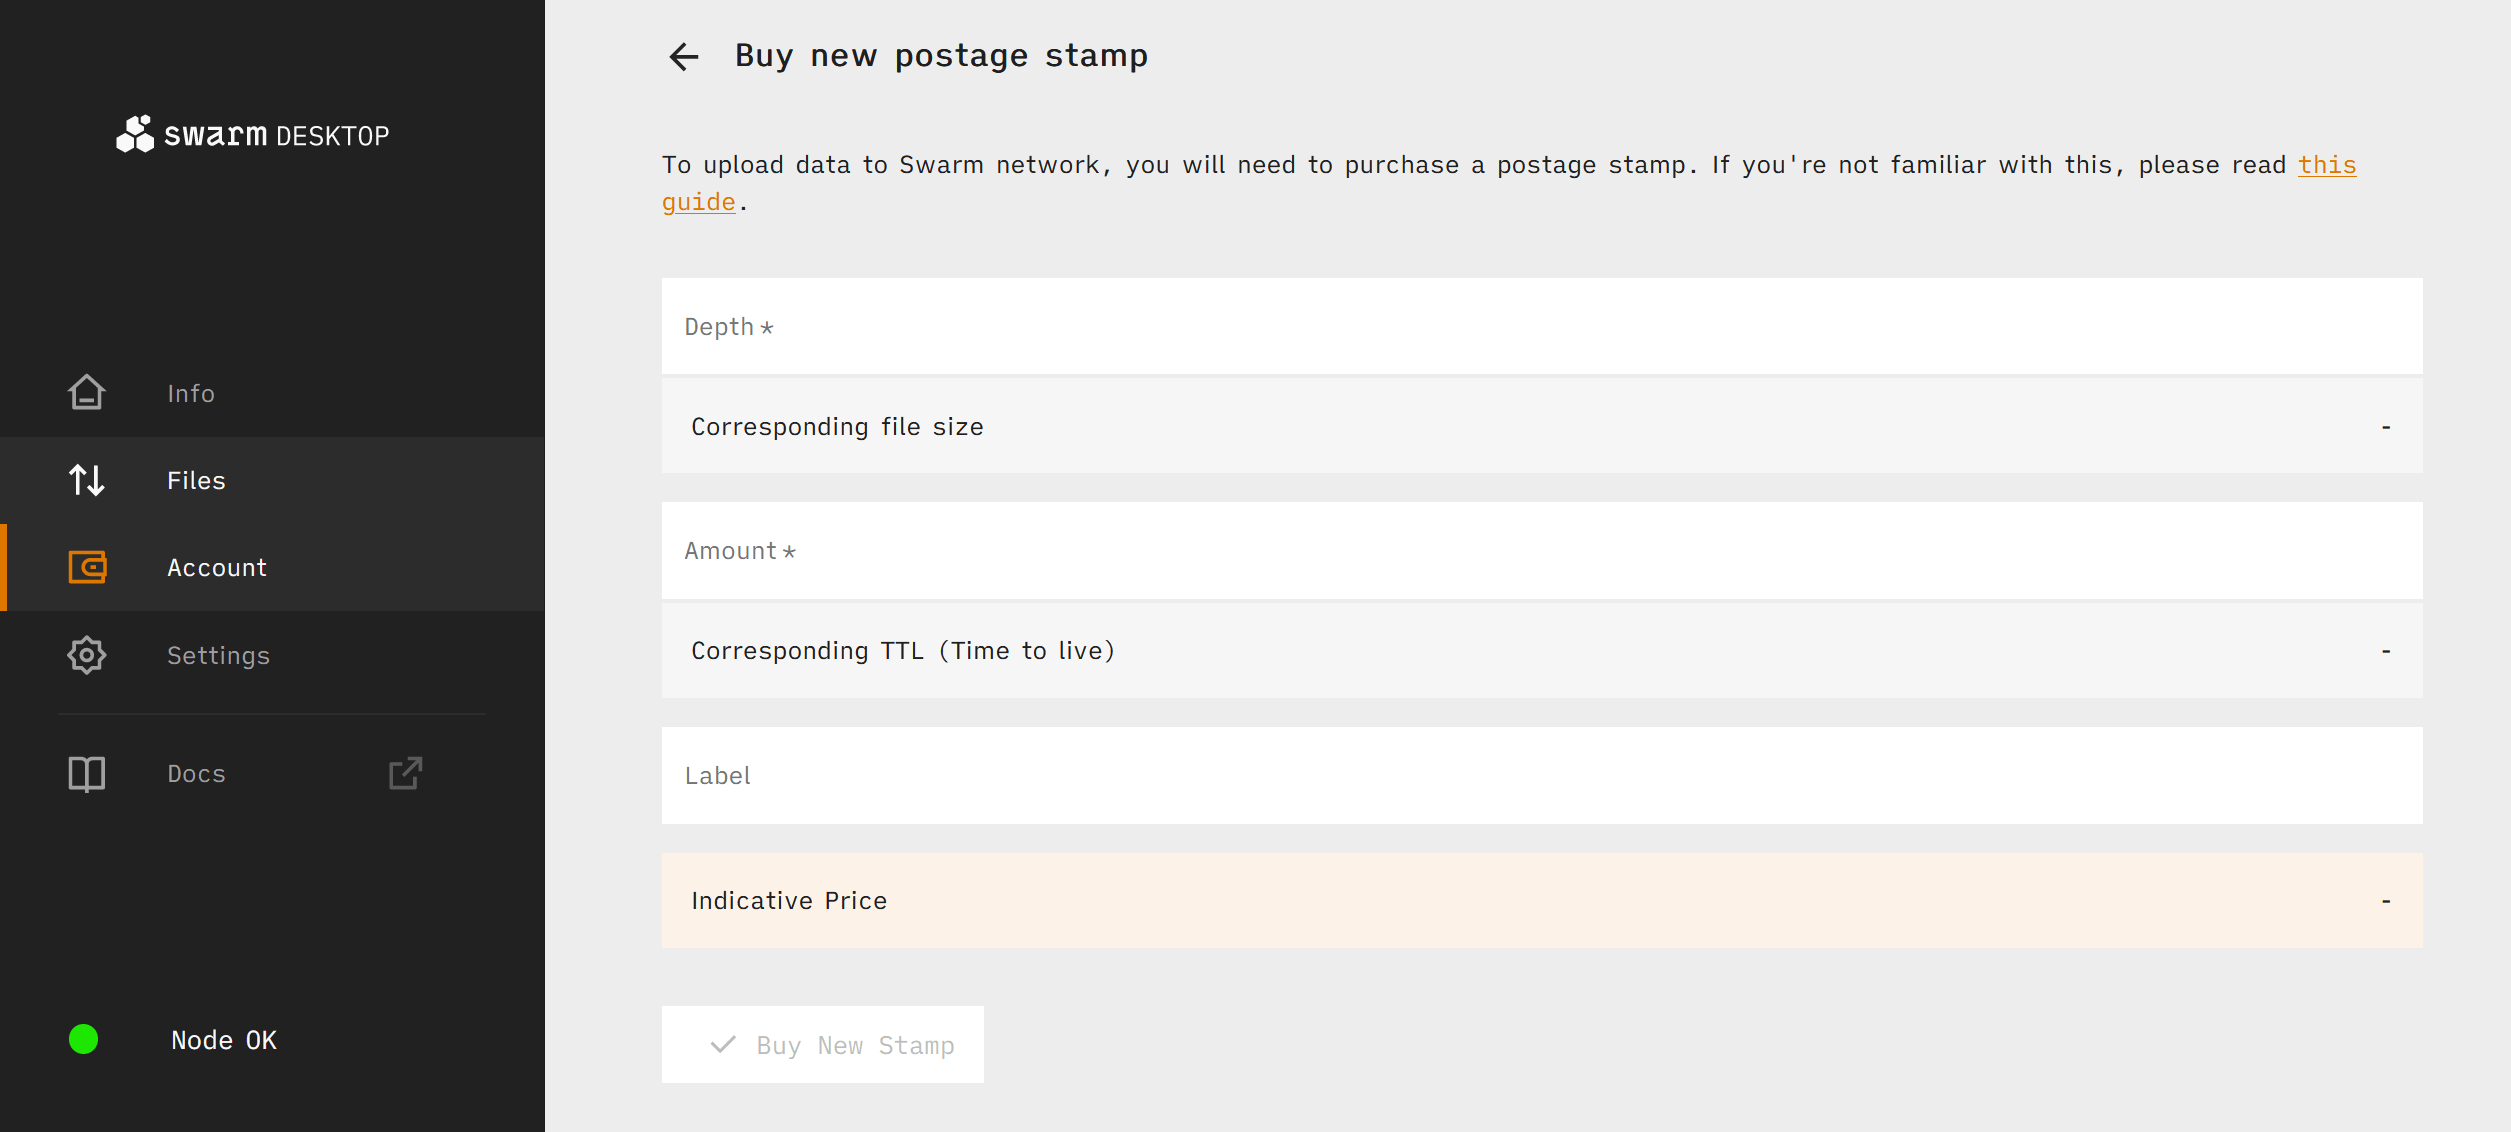 swarm DESKTOP
Info
Files
Account
Settings
Docs
Node OK
Buy new postage stamp
To upload data to Swarm network, you will need to purchase a postage stamp. If you're not familiar with this, please read this
guide.
Depth *
Corresponding file size -
Amount *
Corresponding TTL (Time to live) -
Label
Indicative Price -
Buy New Stamp